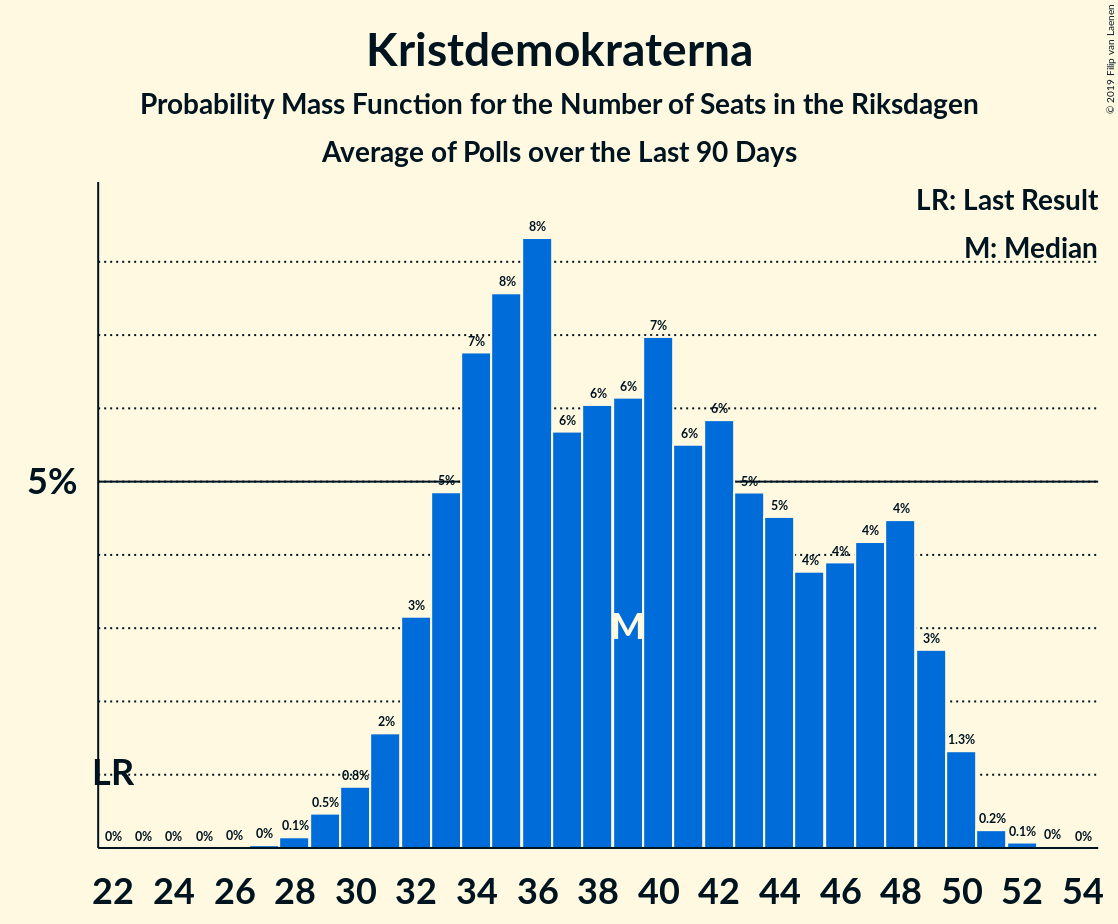 Kristdemokraterna
Probability Mass Function for the Number of Seats in the Riksdagen
Average of Polls over the Last 90 Days
© 2019 Filip van Laenen
LR: Last Result
M: Median
5%
0% 0% 0% 0% 0% 0% 0.1% 0.5% 0.8% 2% 3% 5% 7% 8% 8% 6% 6% 6% 7% 6% 6% 5% 5% 4% 4% 4% 4% 3% 1.3% 0.2% 0.1% 0% 0%
M
LR
22 24 26 28 30 32 34 36 38 40 42 44 46 48 50 52 54